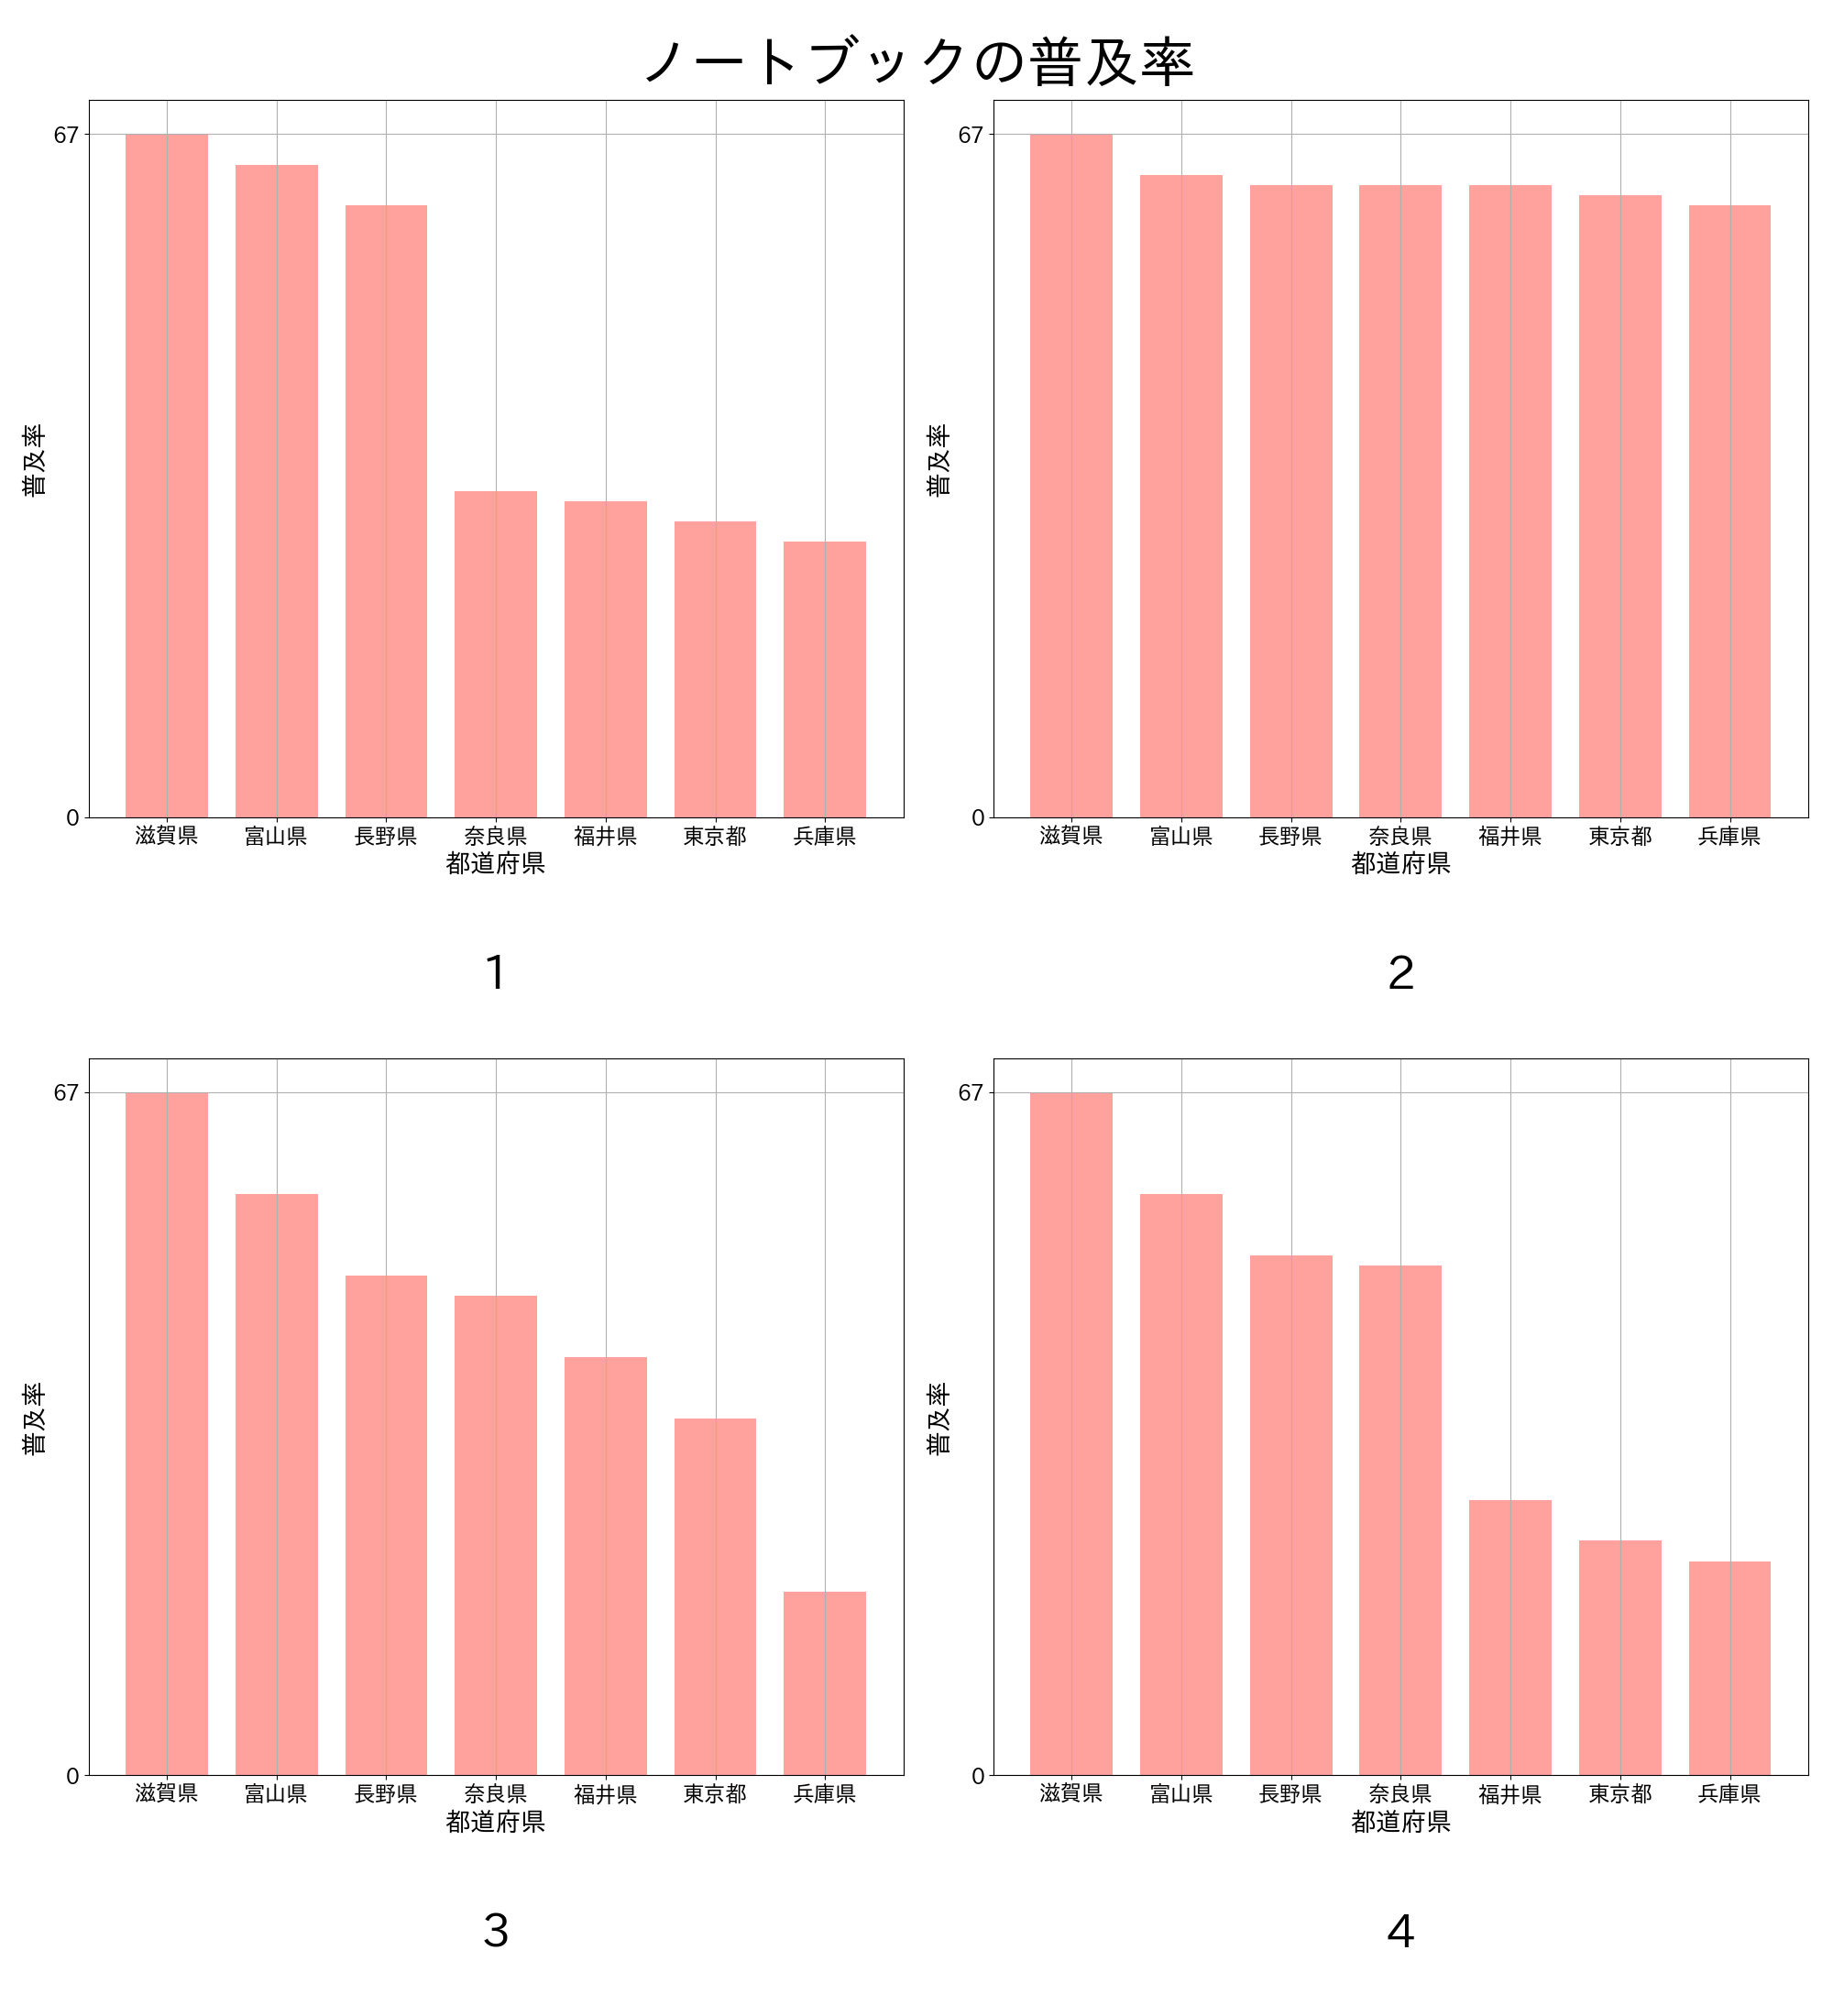 ノートブックの普及率
67
普及率
0
滋賀県 富山県 長野県 奈良県 福井県 東京都 兵庫県
都道府県
1
67
普及率
0
滋賀県 富山県 長野県 奈良県 福井県 東京都 兵庫県
都道府県
2
67
普及率
0
滋賀県 富山県 長野県 奈良県 福井県 東京都 兵庫県
都道府県
3
67
普及率
0
滋賀県 富山県 長野県 奈良県 福井県 東京都 兵庫県
都道府県
4